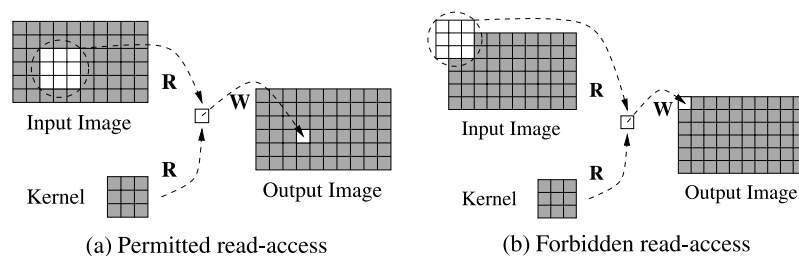 R
W
Input Image
R
Kernel
Output Image
(a) Permitted read-access
R
W
Input Image
R
Kernel
Output Image
(b) Forbidden read-access